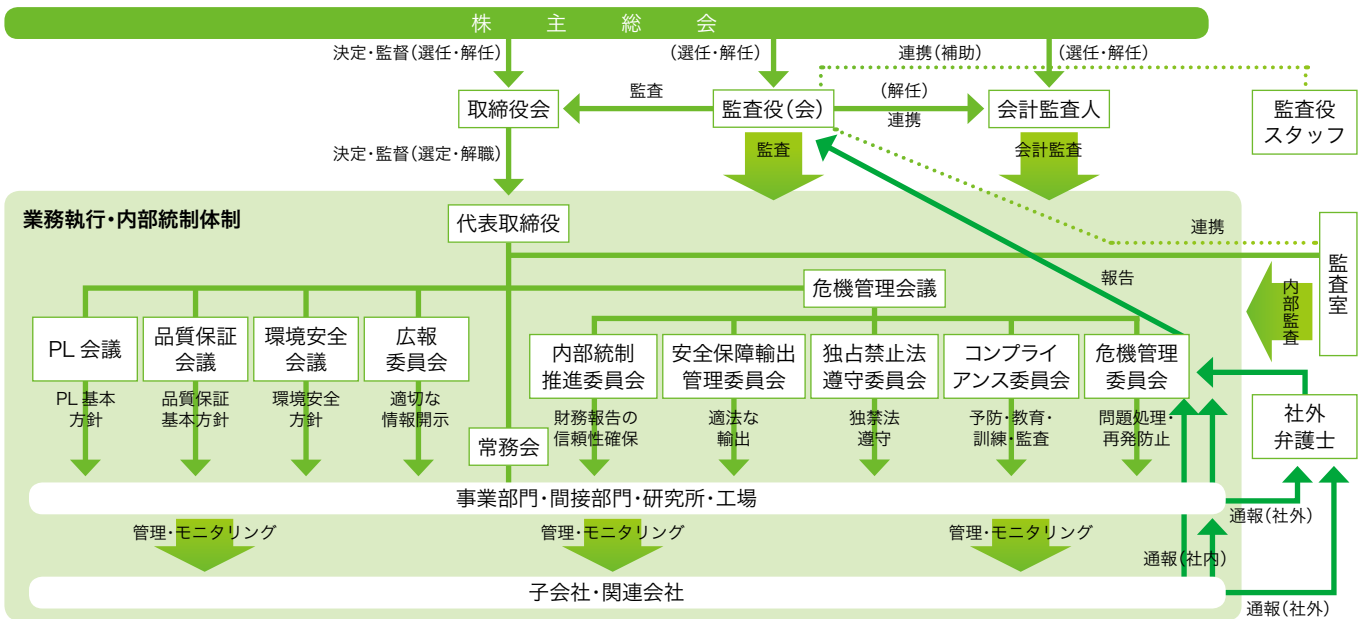 株主総会
決定・監督(選任・解任)
(選任・解任)
連携(補助)
(選任・解任)
取締役会
監査
監査役(会)
(解任)
連携
会計監査人
監査役
スタッフ
決定・監督(選定・解職)
監査
会計監査
業務執行・内部統制体制
代表取締役
連携
監査室
報告
内部監査
危機管理会議
PL 会議
品質保証
会議
環境安全
会議
広報
委員会
内部統制
推進委員会
安全保障輸出
管理委員会
独占禁止法
遵守委員会
コンプライ
アンス委員会
危機管理
委員会
PL 基本
方針
品質保証
基本方針
環境安全
方針
適切な
情報開示
常務会
財務報告の
信頼性確保
適法な
輸出
独禁法
遵守
予防・教育・
訓練・監査
問題処理・
再発防止
社外
弁護士
事業部門・間接部門・研究所・工場
通報(社外)
管理・モニタリング
管理・モニタリング
管理・モニタリング
通報(社内)
子会社・関連会社
通報(社外)